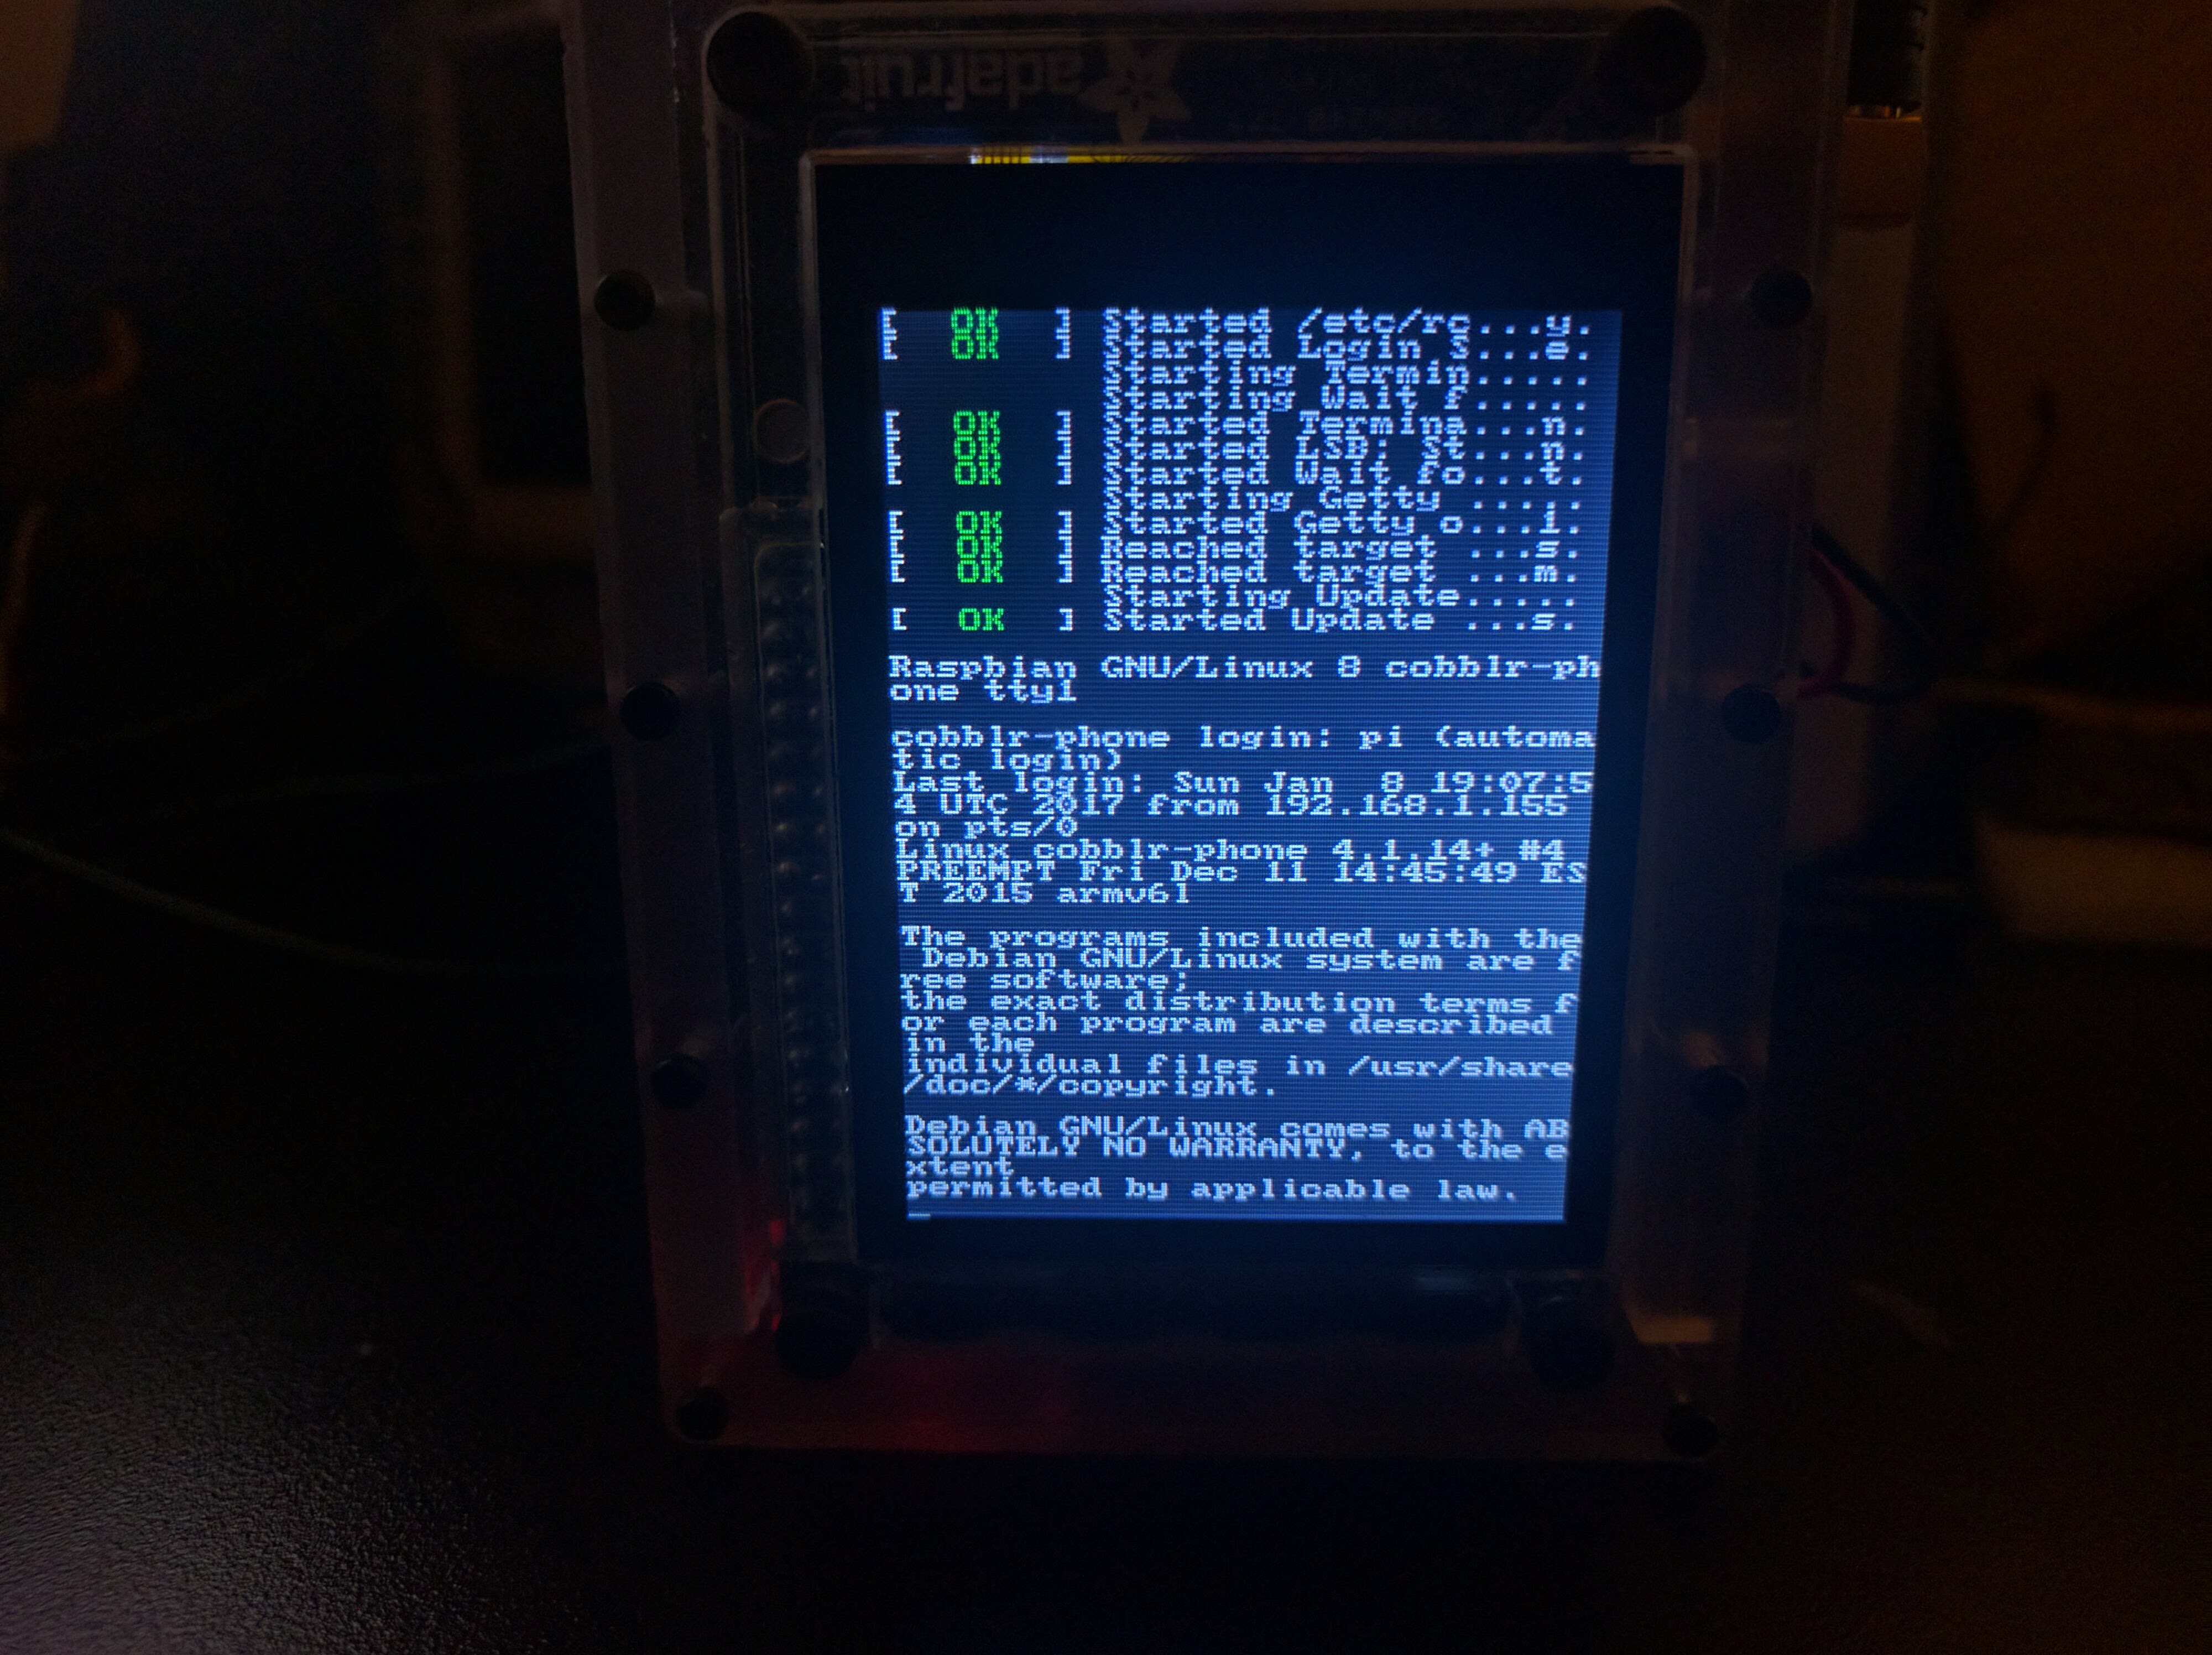 adafruit
[ OK ] Started /etc/rc...y.
[ OK ] Started Login S...e.
Starting Termin.....
Starting Wait f.....
[ OK ] Started Termina...n.
[ OK ] Started LSB: St...n.
[ OK ] Started Wait fo...t.
Starting Getty ....
[ OK ] Started Getty o...1.
[ OK ] Reached target ...s.
[ OK ] Reached target ...m.
Starting Update.....
[ OK ] Started Update ...s.
Raspbian GNU/Linux 8 cobblr-ph
one tty1
cobblr-phone login: pi (automa
tic login)
Last login: Sun Jan  8 19:07:5
4 UTC 2017 from 192.168.1.155
on pts/0
Linux cobblr-phone 4.1.14+ #4
PREEMPT Fri Dec 11 14:45:49 ES
T 2015 armv6l
The programs included with the
 Debian GNU/Linux system are f
ree software;
the exact distribution terms f
or each program are described
in the
individual files in /usr/share
/doc/*/copyright.
Debian GNU/Linux comes with AB
SOLUTELY NO WARRANTY, to the e
xtent
permitted by applicable law.